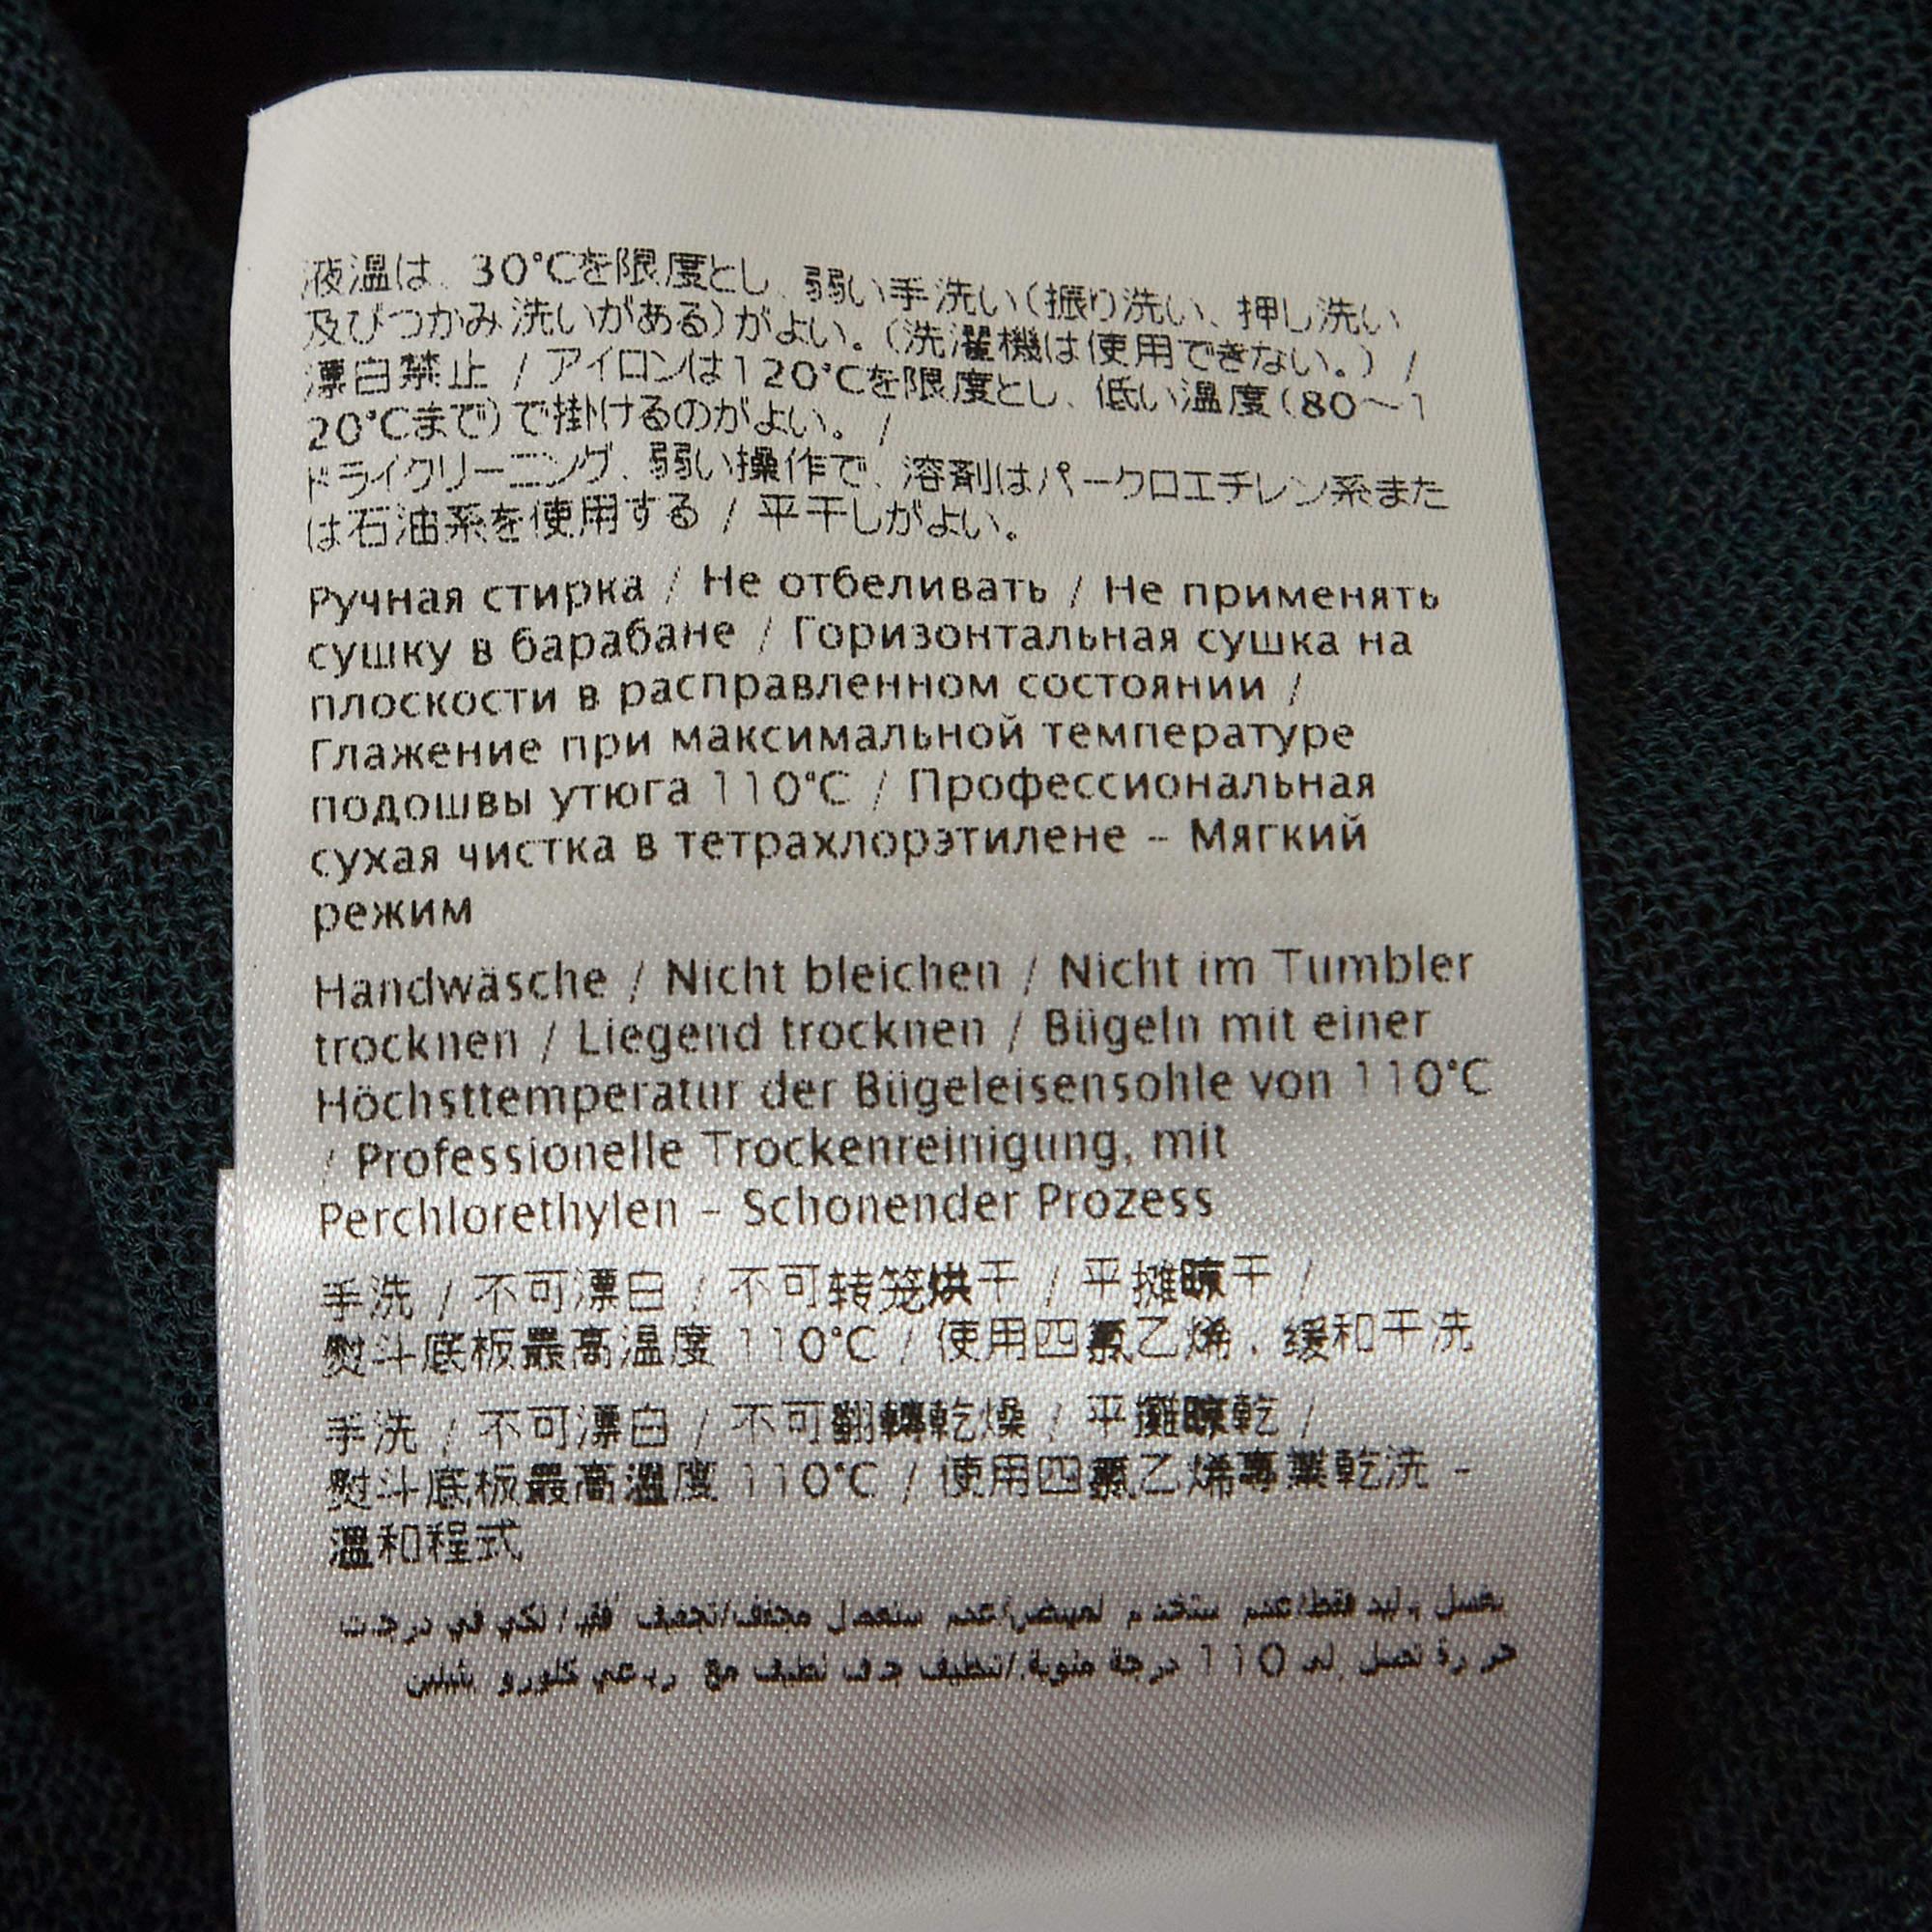 液温は、30°Cを限度とし、弱い手洗い(振り洗い、押し洗い
及びつかみ洗いがある)がよい。(洗濯機は使用できない。) /
漂白禁止 / アイロンは120°Cを限度とし、低い温度(80～1
20°Cまで)で掛けるのがよい。 /
ドライクリーニング、弱い操作で、溶剤はパークロエチレン系また
は石油系を使用する / 平干しがよい。
Ручная стирка / Не отбеливать / Не применять
сушку в барабане / Горизонтальная сушка на
плоскости в расправленном состоянии /
Глажение при максимальной температуре
подошвы утюга 110°C / Профессиональная
сухая чистка в тетрахлорэтилене – Мягкий
режим
Handwäsche / Nicht bleichen / Nicht im Tumbler
trocknen / Liegend trocknen / Bügeln mit einer
Höchsttemperatur der Bügeleisensohle von 110°C
/ Professionelle Trockenreinigung, mit
Perchlorethylen – Schonender Prozess
手洗 / 不可漂白 / 不可转笼烘干 / 平摊晾干 /
熨斗底板最高温度 110°C / 使用四氯乙烯，缓和干洗
手洗 / 不可漂白 / 不可翻轉乾燥 / 平攤晾乾 /
熨斗底板最高溫度 110°C / 使用四氯乙烯專業乾洗 -
溫和程式
فقط/عدم مجفف/تجفيف في
110 درجة مئوية/تنظيف جاف لطيف مع كلورو